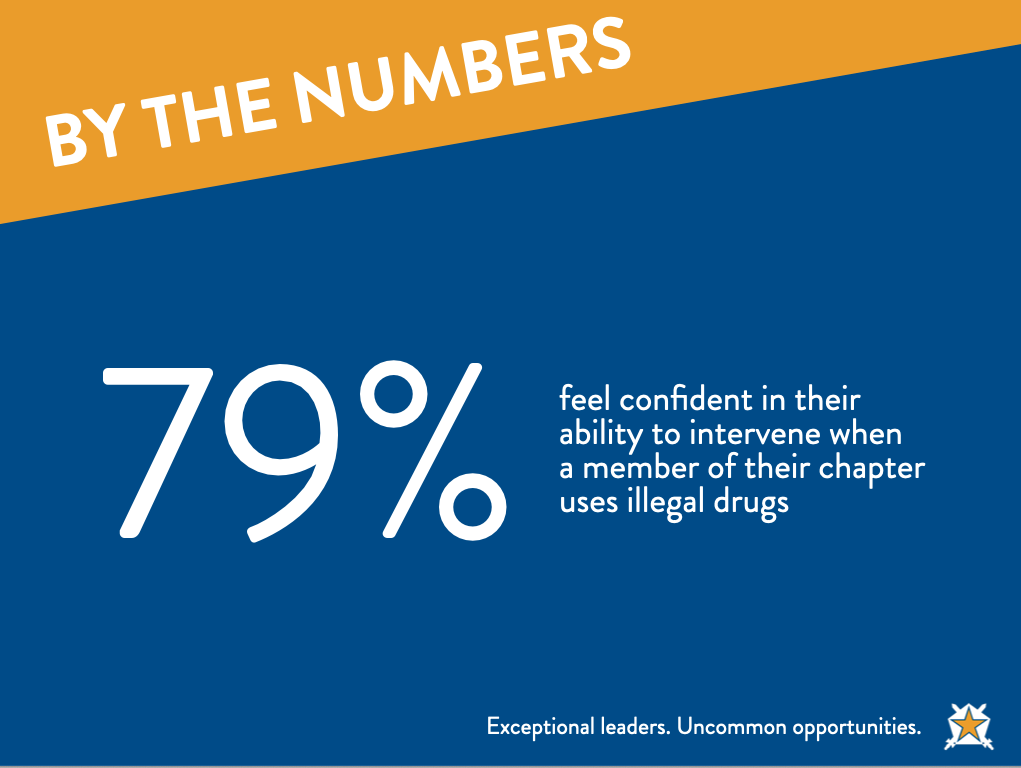 BY THE NUMBERS
79%
feel confident in their
ability to intervene when
a member of their chapter
uses illegal drugs
Exceptional leaders. Uncommon opportunities.